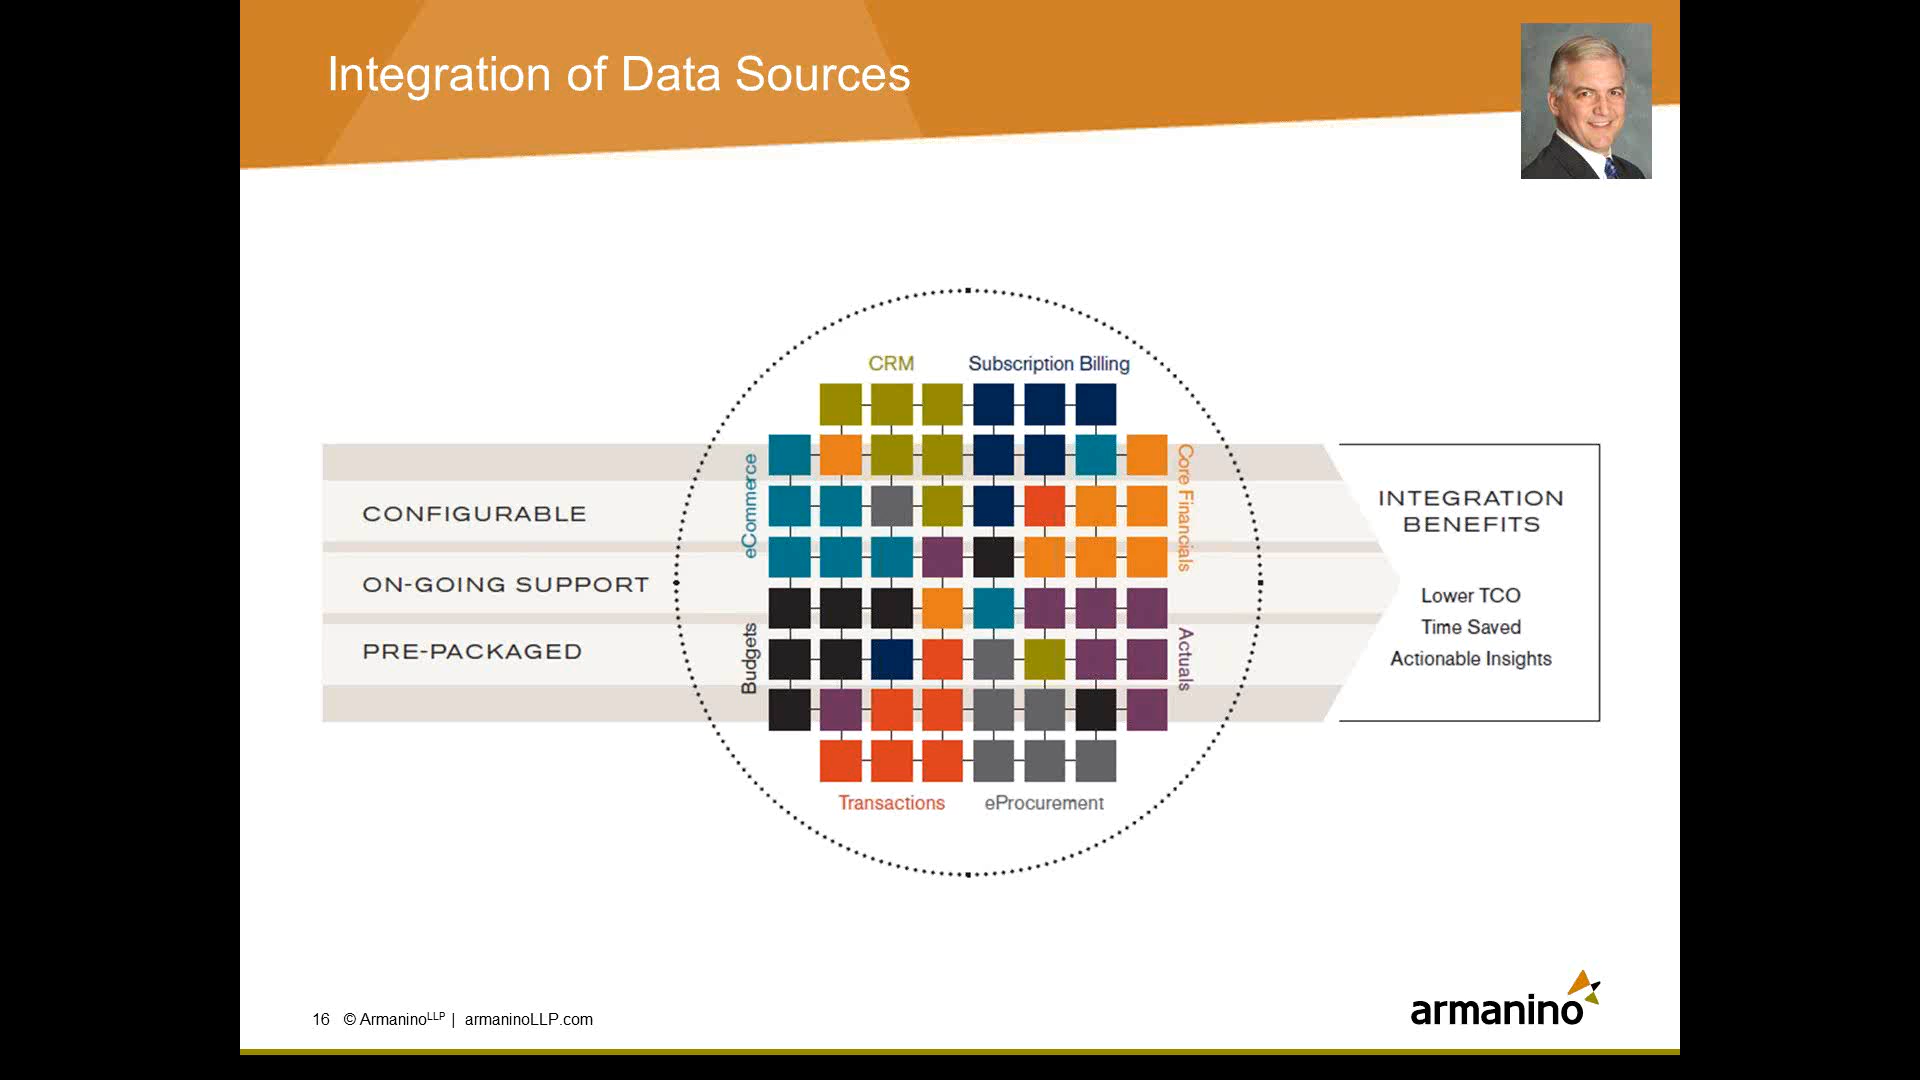 Integration of Data Sources
CRM
Subscription Billing
eCommerce
Core Financials
CONFIGURABLE
ON-GOING SUPPORT
PRE-PACKAGED
Budgets
Actuals
Transactions
eProcurement
INTEGRATION
BENEFITS
Lower TCO
Time Saved
Actionable Insights
16 © ArmaninoLLP | armaninoLLP.com
armanino